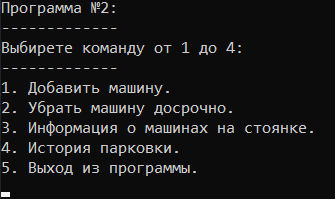 Программа №2:
-------------
Выбирете команду от 1 до 4:
-------------
1. Добавить машину.
2. Убрать машину досрочно.
3. Информация о машинах на стоянке.
4. История парковки.
5. Выход из программы.